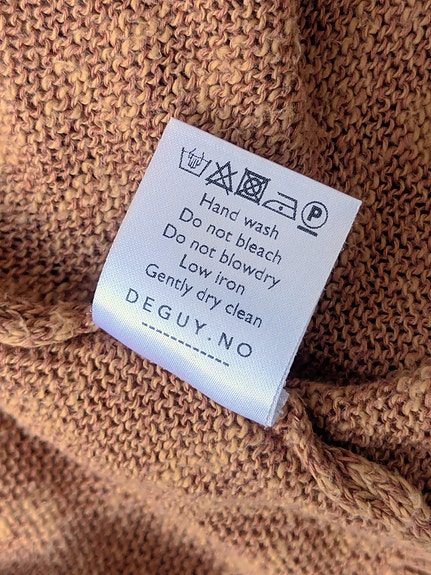 P
Hand wash
Do not bleach
Do not blowdry
Low iron
Gently dry clean
DEGUY.NO
------------